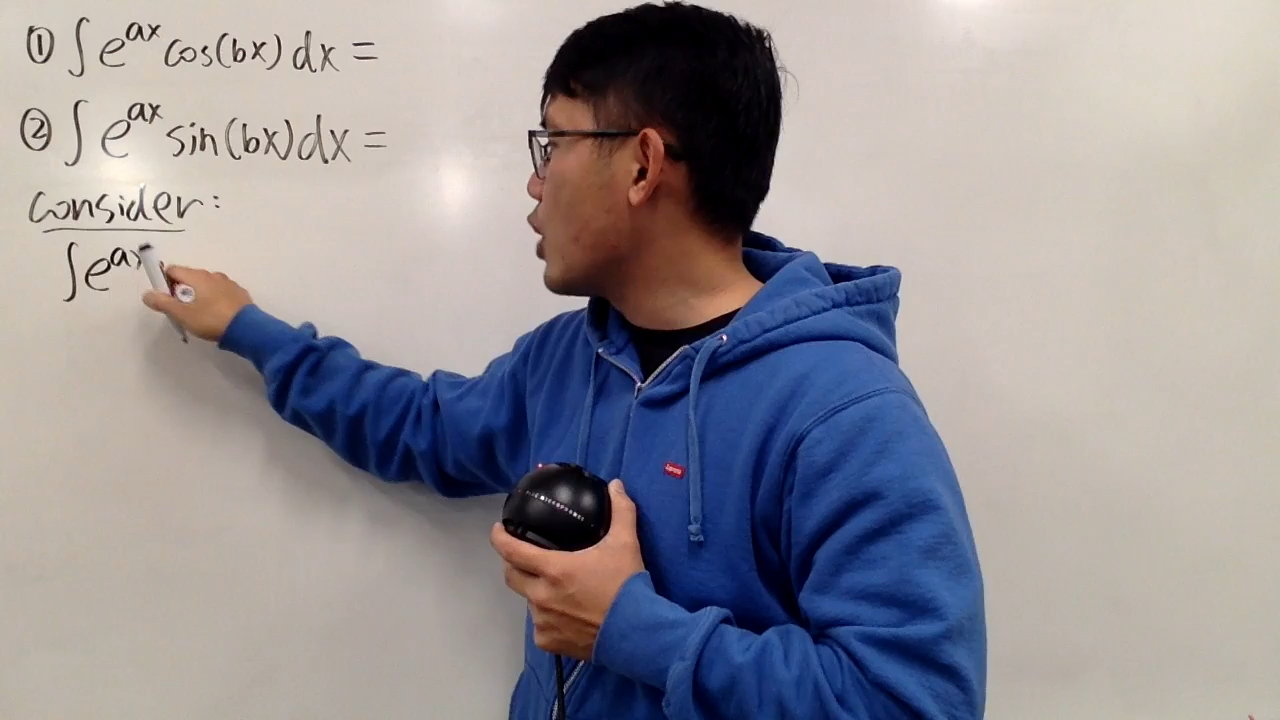 ① ∫ e^{ax} cos(bx) dx =
② ∫ e^{ax} sin(bx) dx =
consider:
∫ e^{ax}